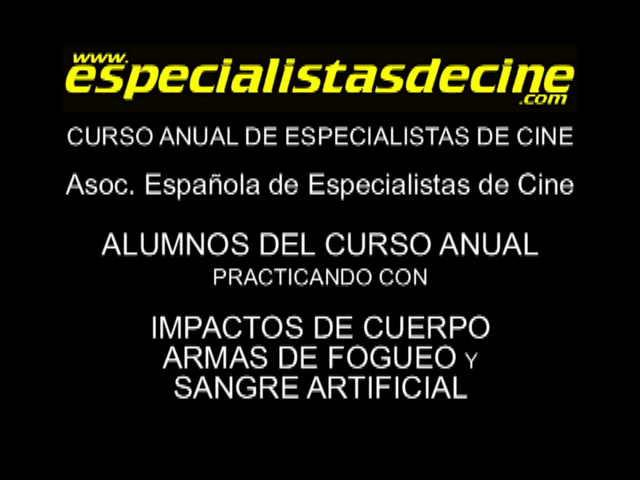 www.
especialistasdecine
.com
CURSO ANUAL DE ESPECIALISTAS DE CINE
Asoc. Española de Especialistas de Cine
ALUMNOS DEL CURSO ANUAL
PRACTICANDO CON
IMPACTOS DE CUERPO
ARMAS DE FOGUEO Y
SANGRE ARTIFICIAL